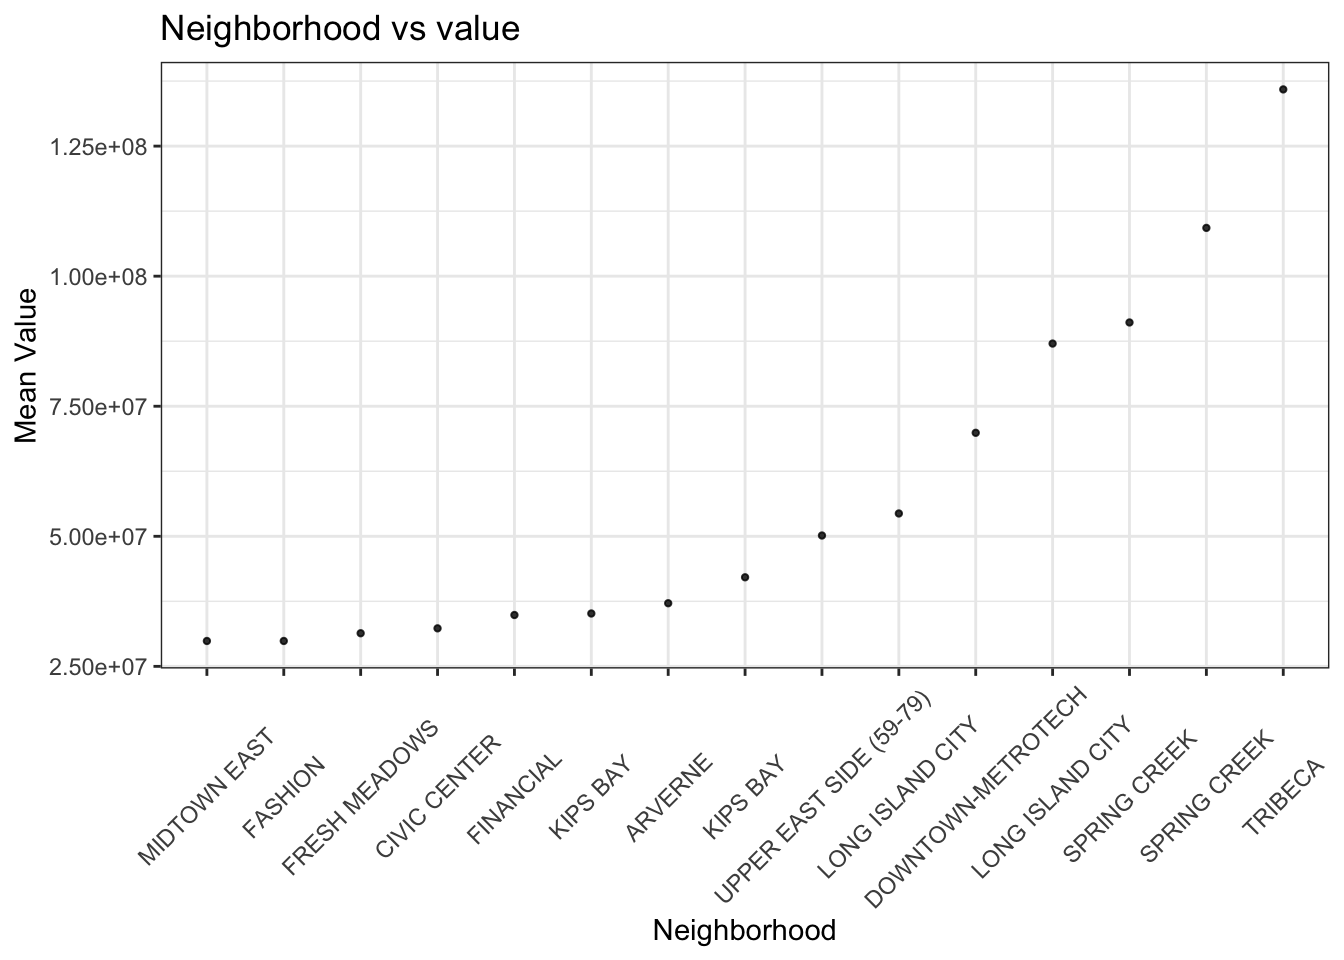 Neighborhood vs value
Mean Value
1.25e+08
1.00e+08
7.50e+07
5.00e+07
2.50e+07
MIDTOWN EAST
FASHION
FRESH MEADOWS
CIVIC CENTER
FINANCIAL
KIPS BAY
ARVERNE
KIPS BAY
UPPER EAST SIDE (59-79)
LONG ISLAND CITY
DOWNTOWN-METROTECH
LONG ISLAND CITY
SPRING CREEK
SPRING CREEK
TRIBECA
Neighborhood